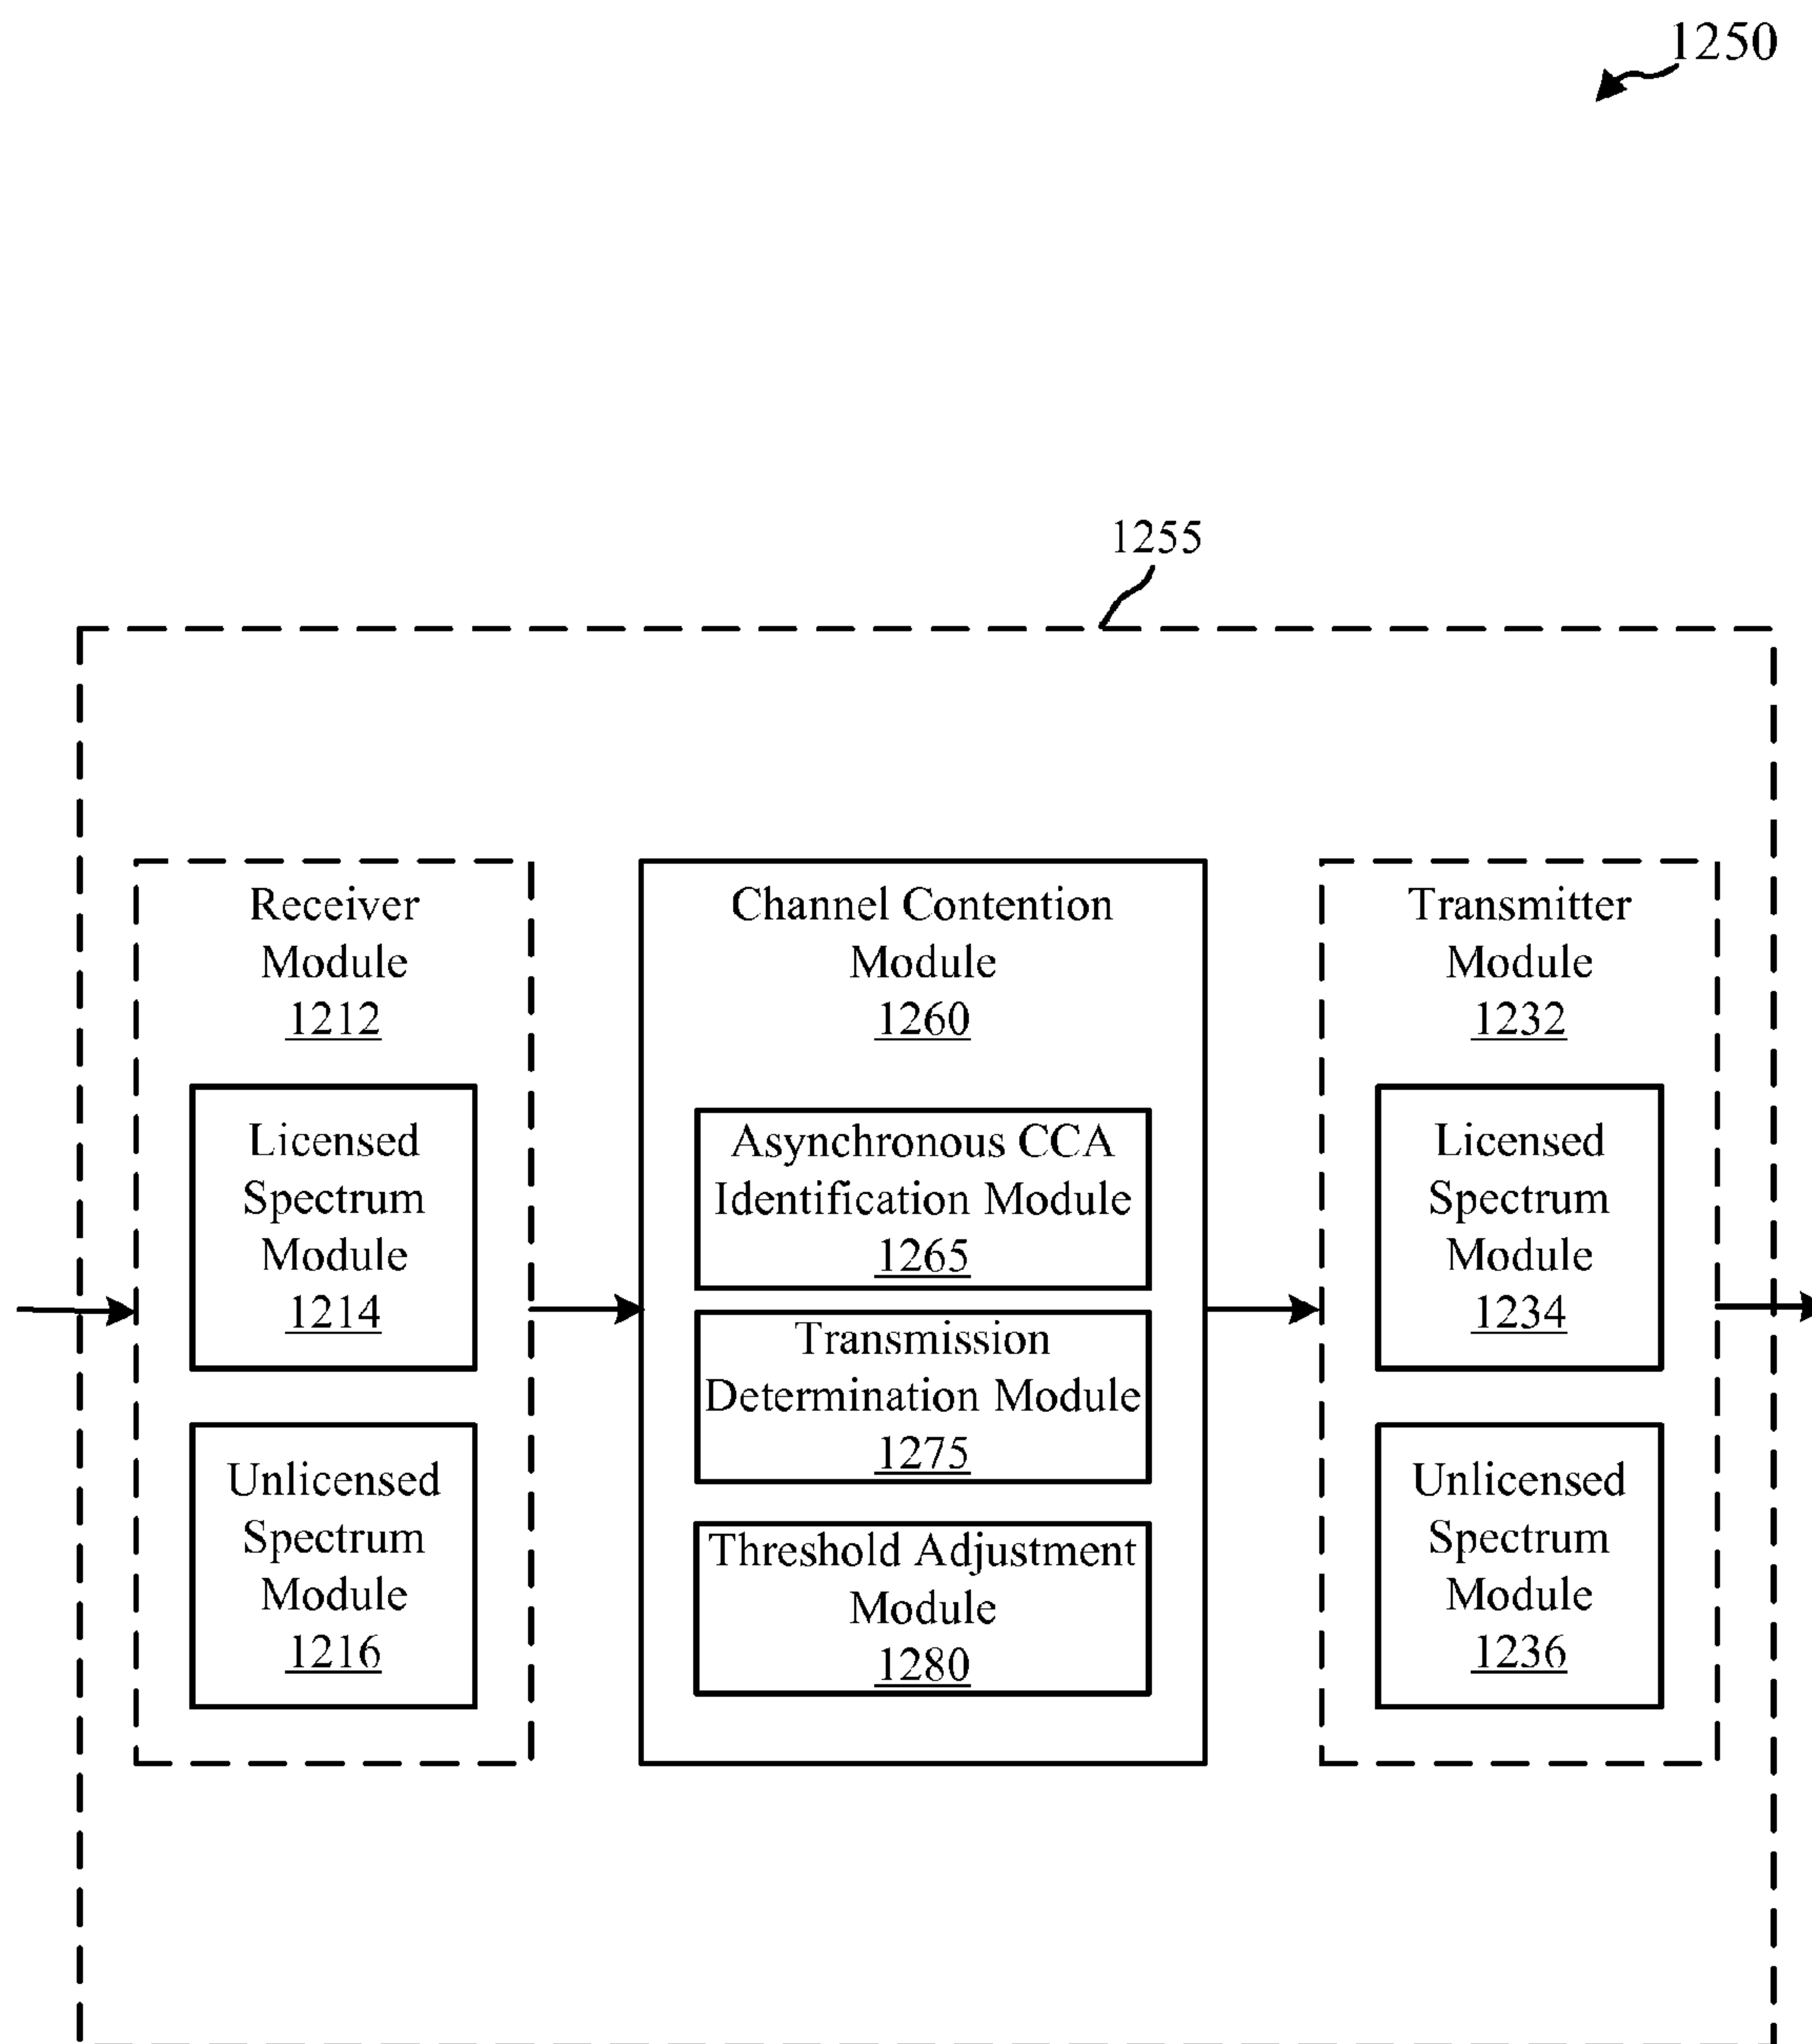 1250
1255
Receiver
Module
1212
Licensed
Spectrum
Module
1214
Unlicensed
Spectrum
Module
1216
Channel Contention
Module
1260
Asynchronous CCA
Identification Module
1265
Transmission
Determination Module
1275
Threshold Adjustment
Module
1280
Transmitter
Module
1232
Licensed
Spectrum
Module
1234
Unlicensed
Spectrum
Module
1236